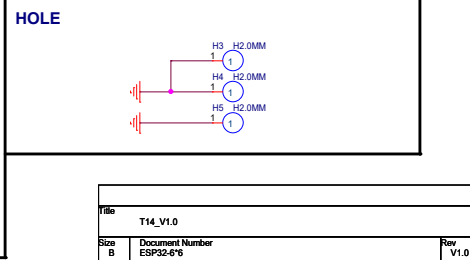 HOLE
H3 H2.0MM
1
1
H4 H2.0MM
1
1
H5 H2.0MM
1
1
Title
T14_V1.0
Size Document Number Rev
B ESP32-6*6 V1.0